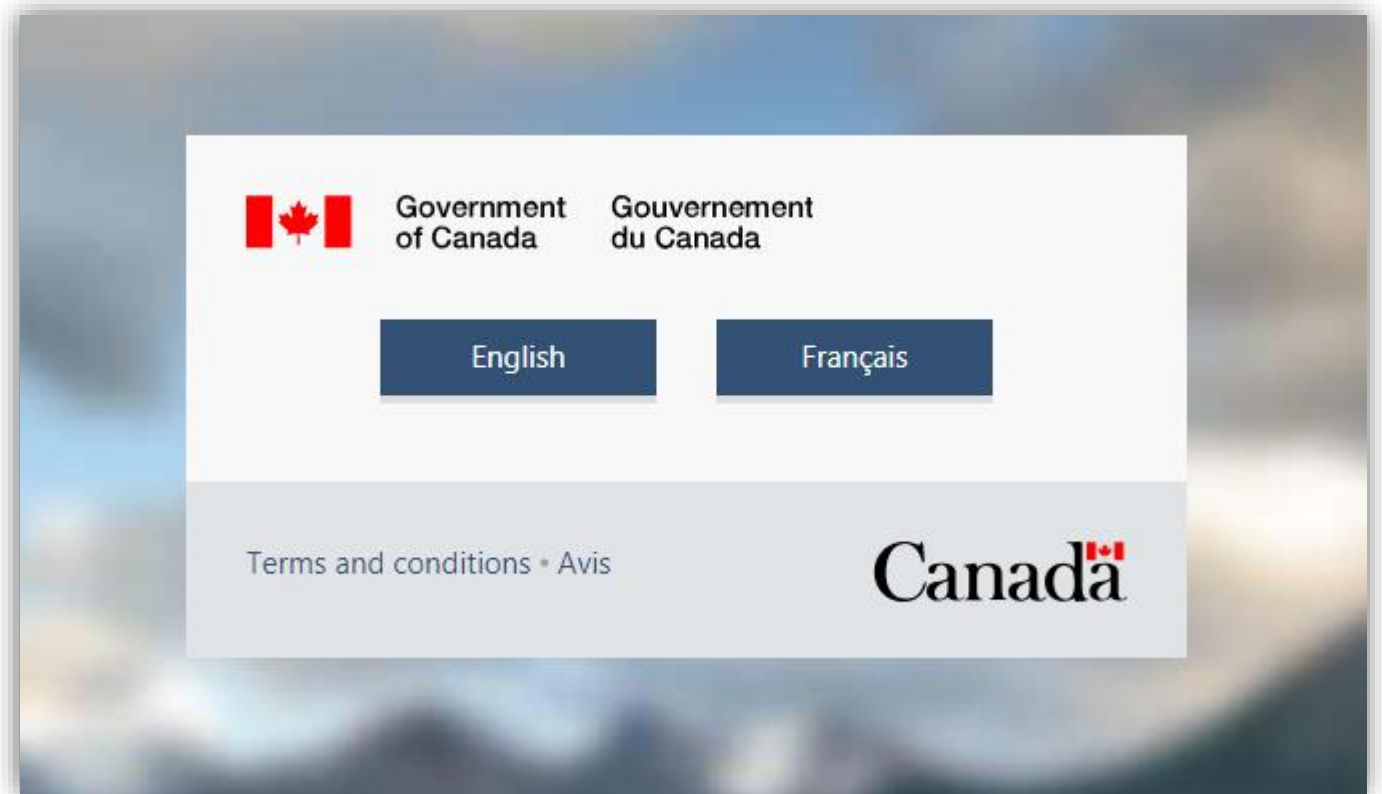 Government
of Canada
Gouvernement
du Canada
English
Français
Terms and conditions • Avis
Canada